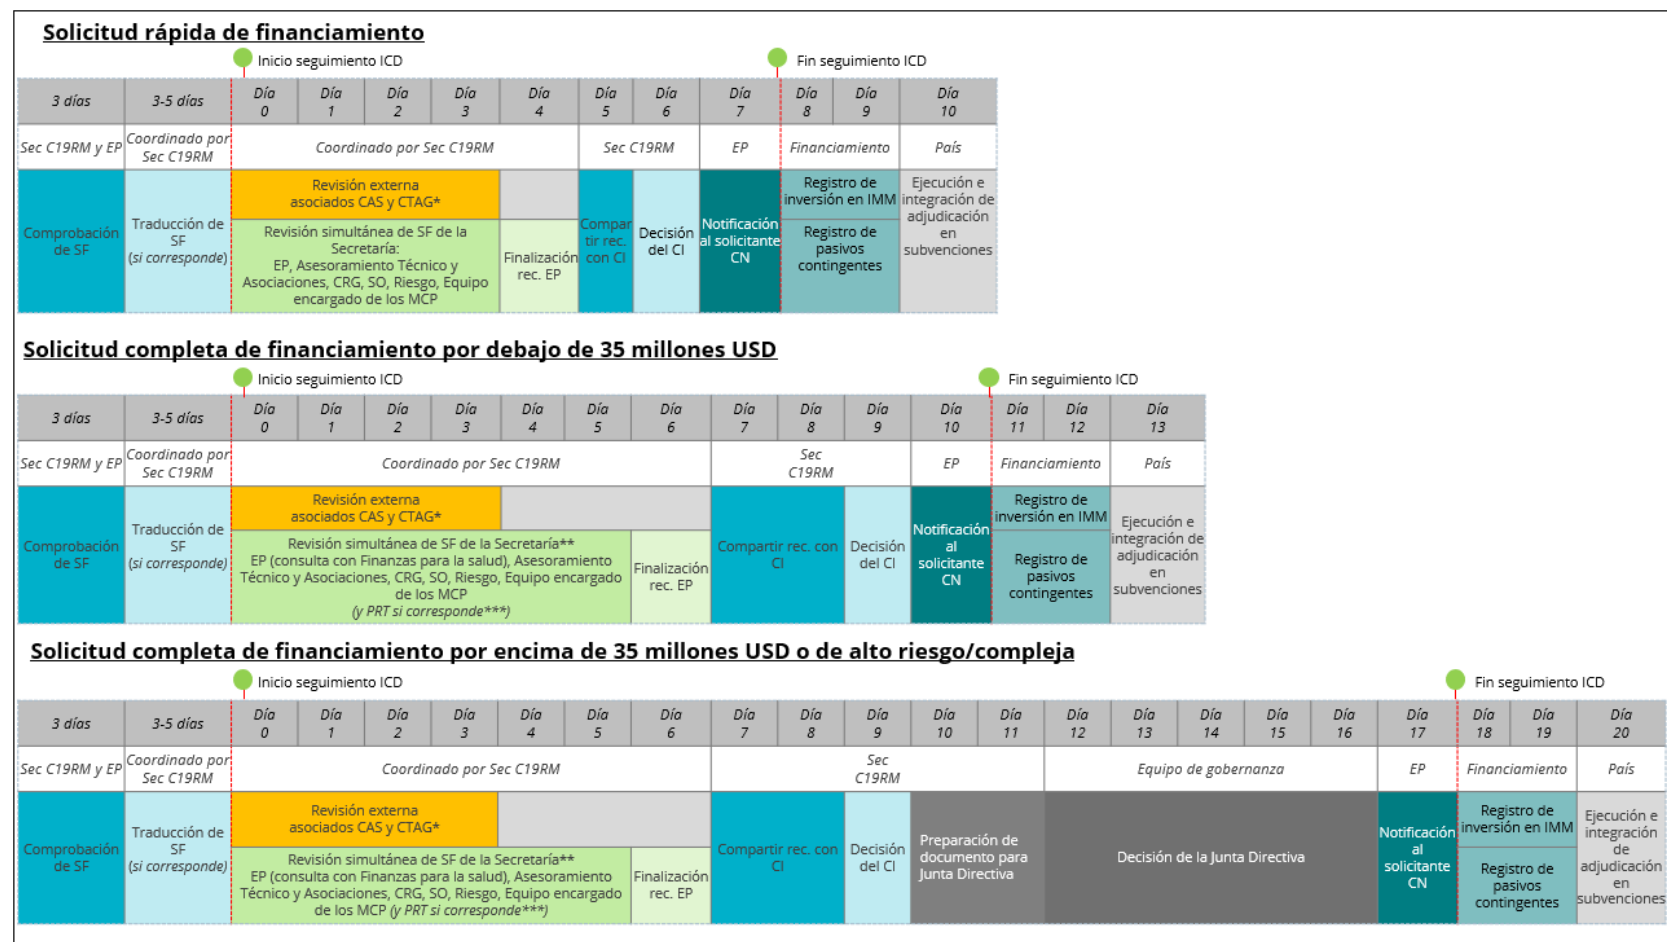 Solicitud rápida de financiamiento
Inicio seguimiento ICD
Fin seguimiento ICD
3 días
3-5 días
Día
0
Día
1
Día
2
Día
3
Día
4
Día
5
Día
6
Día
7
Día
8
Día
9
Día
10
Sec C19RM y EP
Coordinado por
Sec C19RM
Coordinado por Sec C19RM
Sec C19RM
EP
Financiamiento
País
Comprobación
de SF
Traducción de
SF
(si corresponde)
Revisión externa
asociados CAS y CTAG*
Revisión simultánea de SF de la
Secretaría:
EP, Asesoramiento Técnico y
Asociaciones, CRG, SO, Riesgo, Equipo
encargado de los MCP
Finalización
rec. EP
Compar
tir rec.
con CI
Decisión
del CI
Notificación
al solicitante
CN
Registro de
inversión en IMM
Registro de
pasivos
contingentes
Ejecución e
integración de
adjudicación
en
subvenciones
Solicitud completa de financiamiento por debajo de 35 millones USD
Inicio seguimiento ICD
Fin seguimiento ICD
3 días
3-5 días
Día
0
Día
1
Día
2
Día
3
Día
4
Día
5
Día
6
Día
7
Día
8
Día
9
Día
10
Día
11
Día
12
Día
13
Sec C19RM y EP
Coordinado por
Sec C19RM
Coordinado por Sec C19RM
Sec
C19RM
EP
Financiamiento
País
Comprobación
de SF
Traducción de
SF
(si corresponde)
Revisión externa
asociados CAS y CTAG*
Revisión simultánea de SF de la Secretaría**
EP (consulta con Finanzas para la salud), Asesoramiento
Técnico y Asociaciones, CRG, SO, Riesgo, Equipo encargado
de los MCP
(y PRT si corresponde***)
Finalización
rec. EP
Compartir rec. con
CI
Decisión
del CI
Notificación
al
solicitante
CN
Registro de
inversión en IMM
Registro de
pasivos
contingentes
Ejecución e
integración de
adjudicación
en
subvenciones
Solicitud completa de financiamiento por encima de 35 millones USD o de alto riesgo/compleja
Inicio seguimiento ICD
Fin seguimiento ICD
3 días
3-5 días
Día
0
Día
1
Día
2
Día
3
Día
4
Día
5
Día
6
Día
7
Día
8
Día
9
Día
10
Día
11
Día
12
Día
13
Día
14
Día
15
Día
16
Día
17
Día
18
Día
19
Día
20
Sec C19RM y EP
Coordinado por
Sec C19RM
Coordinado por Sec C19RM
Sec
C19RM
Equipo de gobernanza
EP
Financiamiento
País
Comprobación
de SF
Traducción de
SF
(si corresponde)
Revisión externa
asociados CAS y CTAG*
Revisión simultánea de SF de la Secretaría**
EP (consulta con Finanzas para la salud), Asesoramiento
Técnico y Asociaciones, CRG, SO, Riesgo, Equipo encargado
de los MCP (y PRT si corresponde***)
Finalización
rec. EP
Compartir rec. con
CI
Decisión
del CI
Preparación de
documento para
Junta Directiva
Decisión de la Junta Directiva
Notificación
al
solicitante
CN
Registro de
inversión en IMM
Registro de
pasivos
contingentes
Ejecución e
integración
de
adjudicación
en
subvenciones